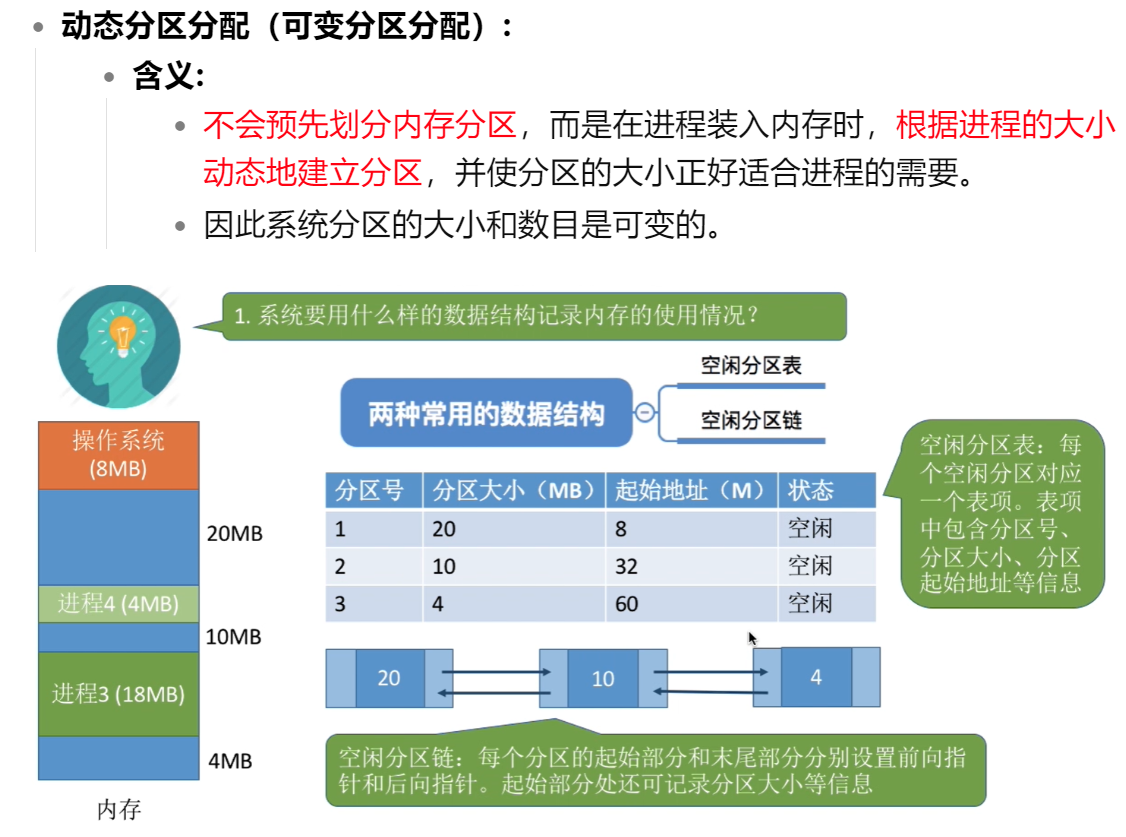 动态分区分配（可变分区分配）：
含义:
不会预先划分内存分区，而是在进程装入内存时，根据进程的大小
动态地建立分区，并使分区的大小正好适合进程的需要。
因此系统分区的大小和数目是可变的。
1. 系统要用什么样的数据结构记录内存的使用情况？
两种常用的数据结构
空闲分区表
空闲分区链
操作系统
(8MB)
20MB
进程4 (4MB)
10MB
进程3 (18MB)
4MB
内存
分区号 分区大小（MB） 起始地址（M） 状态
1 20 8 空闲
2 10 32 空闲
3 4 60 空闲
空闲分区表：每
个空闲分区对应
一个表项。表项
中包含分区号、
分区大小、分区
起始地址等信息
20 10 4
空闲分区链：每个分区的起始部分和末尾部分分别设置前向指
针和后向指针。起始部分处还可记录分区大小等信息